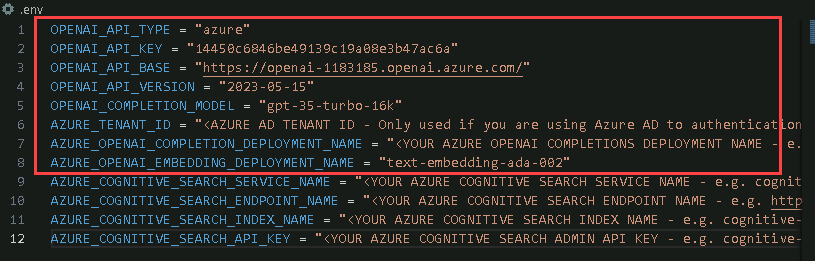 .env
1 OPENAI_API_TYPE = "azure"
2 OPENAI_API_KEY = "14450c6846be49139c19a08e3b47ac6a"
3 OPENAI_API_BASE = "https://openai-1183185.openai.azure.com/"
4 OPENAI_API_VERSION = "2023-05-15"
5 OPENAI_COMPLETION_MODEL = "gpt-35-turbo-16k"
6 AZURE_TENANT_ID = "<AZURE AD TENANT ID - Only used if you are using Azure AD to authentication
7 AZURE_OPENAI_COMPLETION_DEPLOYMENT_NAME = "<YOUR AZURE OPENAI COMPLETIONS DEPLOYMENT NAME - e.
8 AZURE_OPENAI_EMBEDDING_DEPLOYMENT_NAME = "text-embedding-ada-002"
9 AZURE_COGNITIVE_SEARCH_SERVICE_NAME = "<YOUR AZURE COGNITIVE SEARCH SERVICE NAME - e.g. cognit
10 AZURE_COGNITIVE_SEARCH_ENDPOINT_NAME = "<YOUR AZURE COGNITIVE SEARCH ENDPOINT NAME - e.g. http
11 AZURE_COGNITIVE_SEARCH_INDEX_NAME = "<YOUR AZURE COGNITIVE SEARCH INDEX NAME - e.g. cognitive-
12 AZURE_COGNITIVE_SEARCH_API_KEY = "<YOUR AZURE COGNITIVE SEARCH ADMIN API KEY - e.g. cognitive-